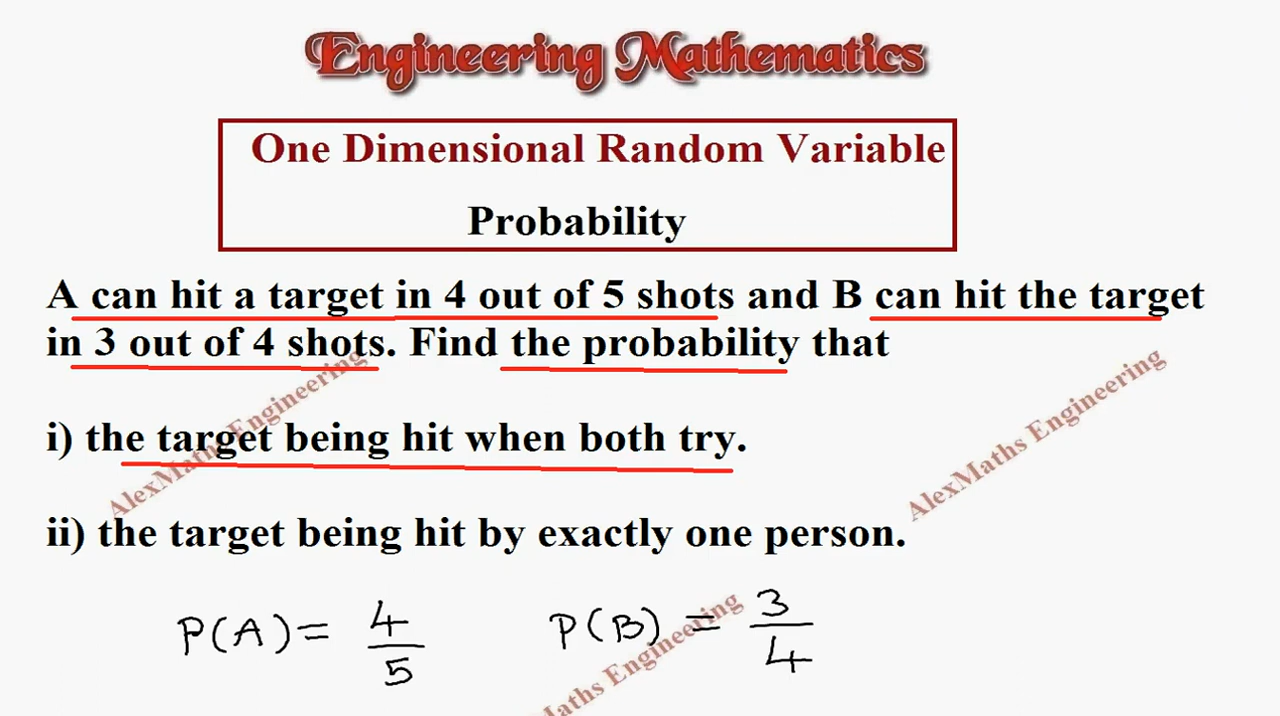 Engineering Mathematics
One Dimensional Random Variable
Probability
A can hit a target in 4 out of 5 shots and B can hit the target
in 3 out of 4 shots. Find the probability that
i) the target being hit when both try.
ii) the target being hit by exactly one person.
P(A) = 4/5 P(B) = 3/4
AlexMaths Engineering
AlexMaths Engineering
Maths Engineering